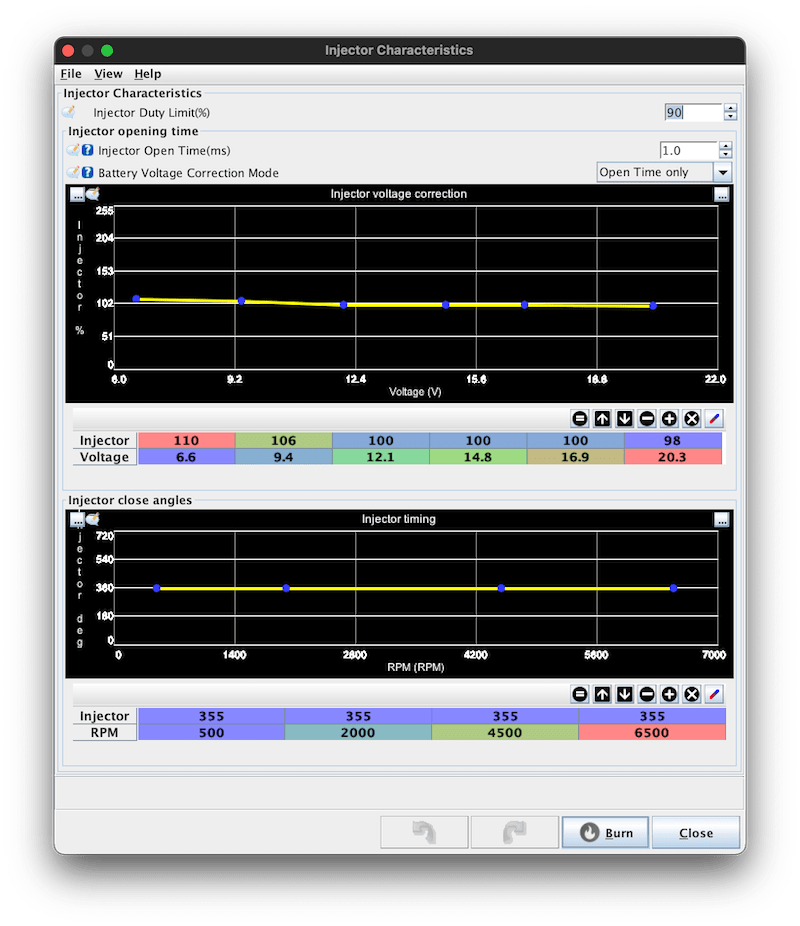 Injector Characteristics
File View Help
Injector Characteristics
Injector Duty Limit(%) 90
Injector opening time
Injector Open Time(ms) 1.0
Battery Voltage Correction Mode Open Time only
... Injector voltage correction ...
Injector %
255
204
153
102
51
0
6.0 9.2 12.4 15.6 18.8 22.0
Voltage (V)
Injector 110 106 100 100 100 98
Voltage 6.6 9.4 12.1 14.8 16.9 20.3
Injector close angles
... Injector timing ...
jector deg
720
540
360
180
0
0 1400 2800 4200 5600 7000
RPM (RPM)
Injector 355 355 355 355
RPM 500 2000 4500 6500
Burn Close